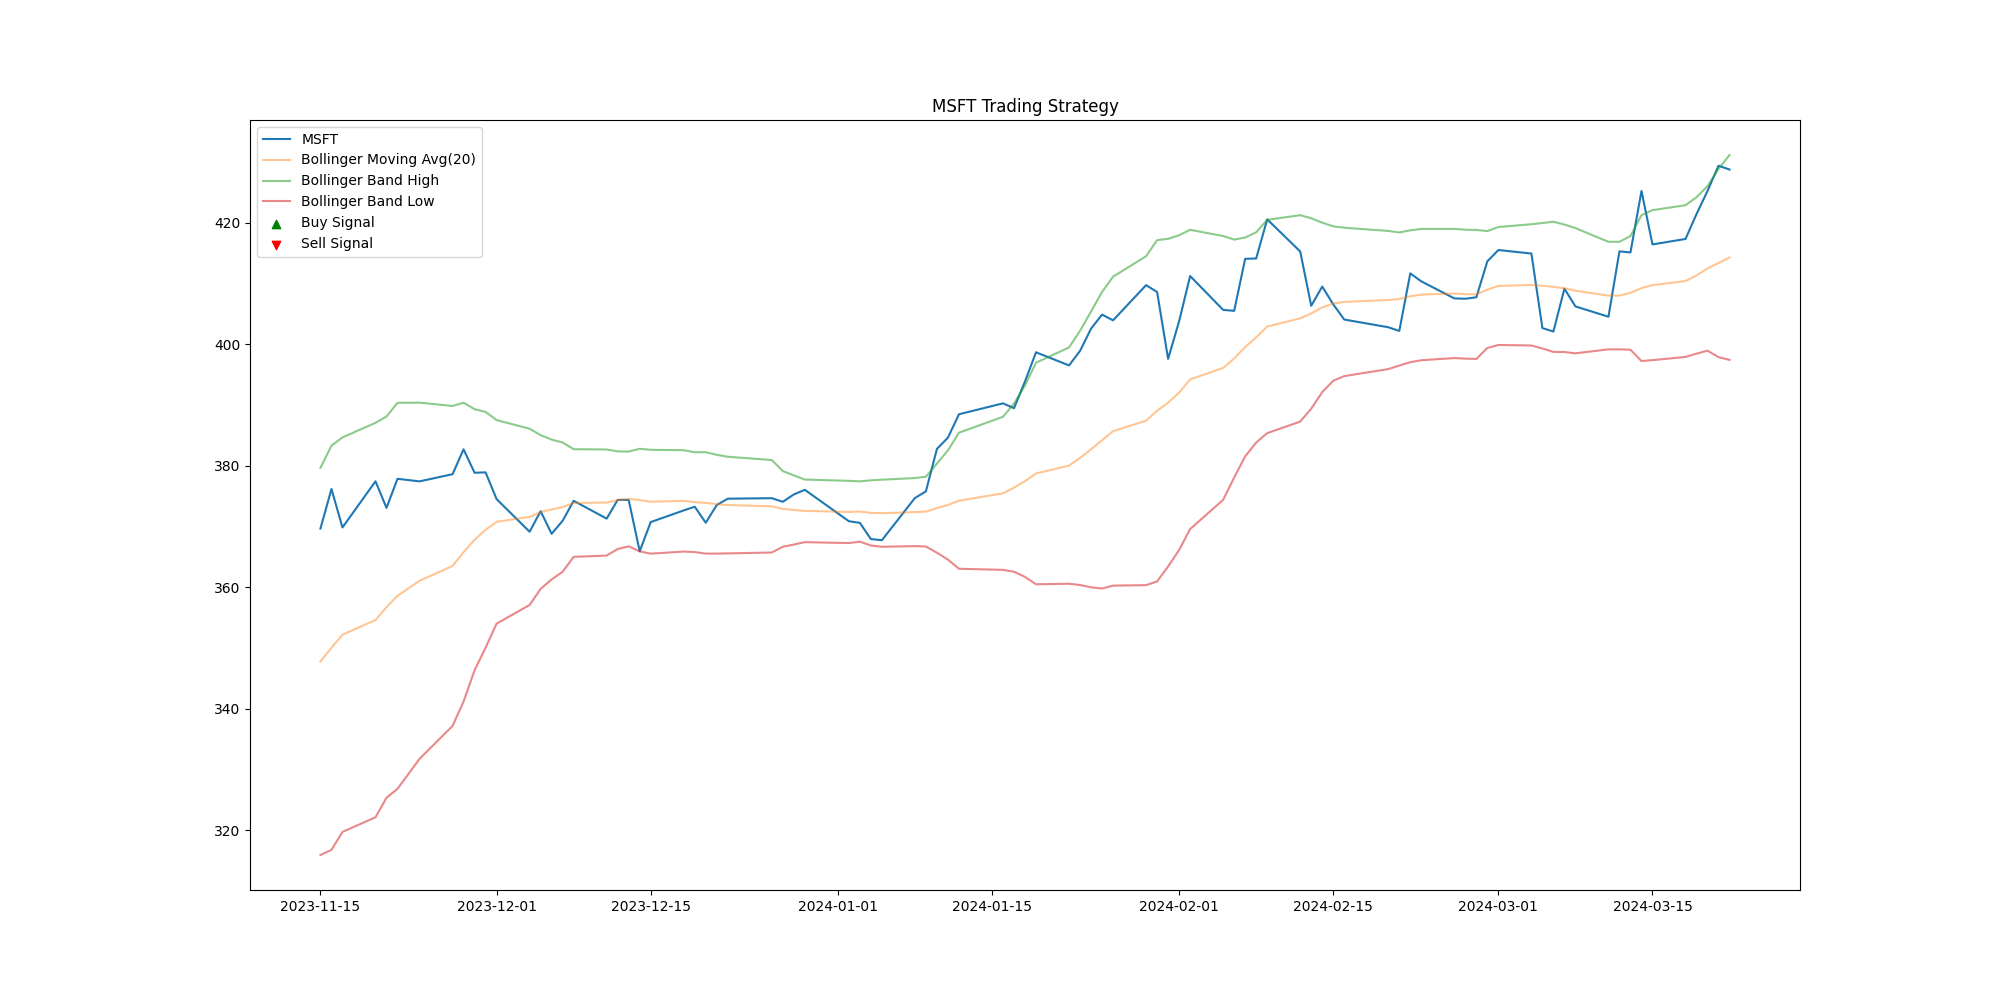 MSFT Trading Strategy
MSFT
Bollinger Moving Avg(20)
Bollinger Band High
Bollinger Band Low
Buy Signal
Sell Signal
420
400
380
360
340
320
2023-11-15
2023-12-01
2023-12-15
2024-01-01
2024-01-15
2024-02-01
2024-02-15
2024-03-01
2024-03-15